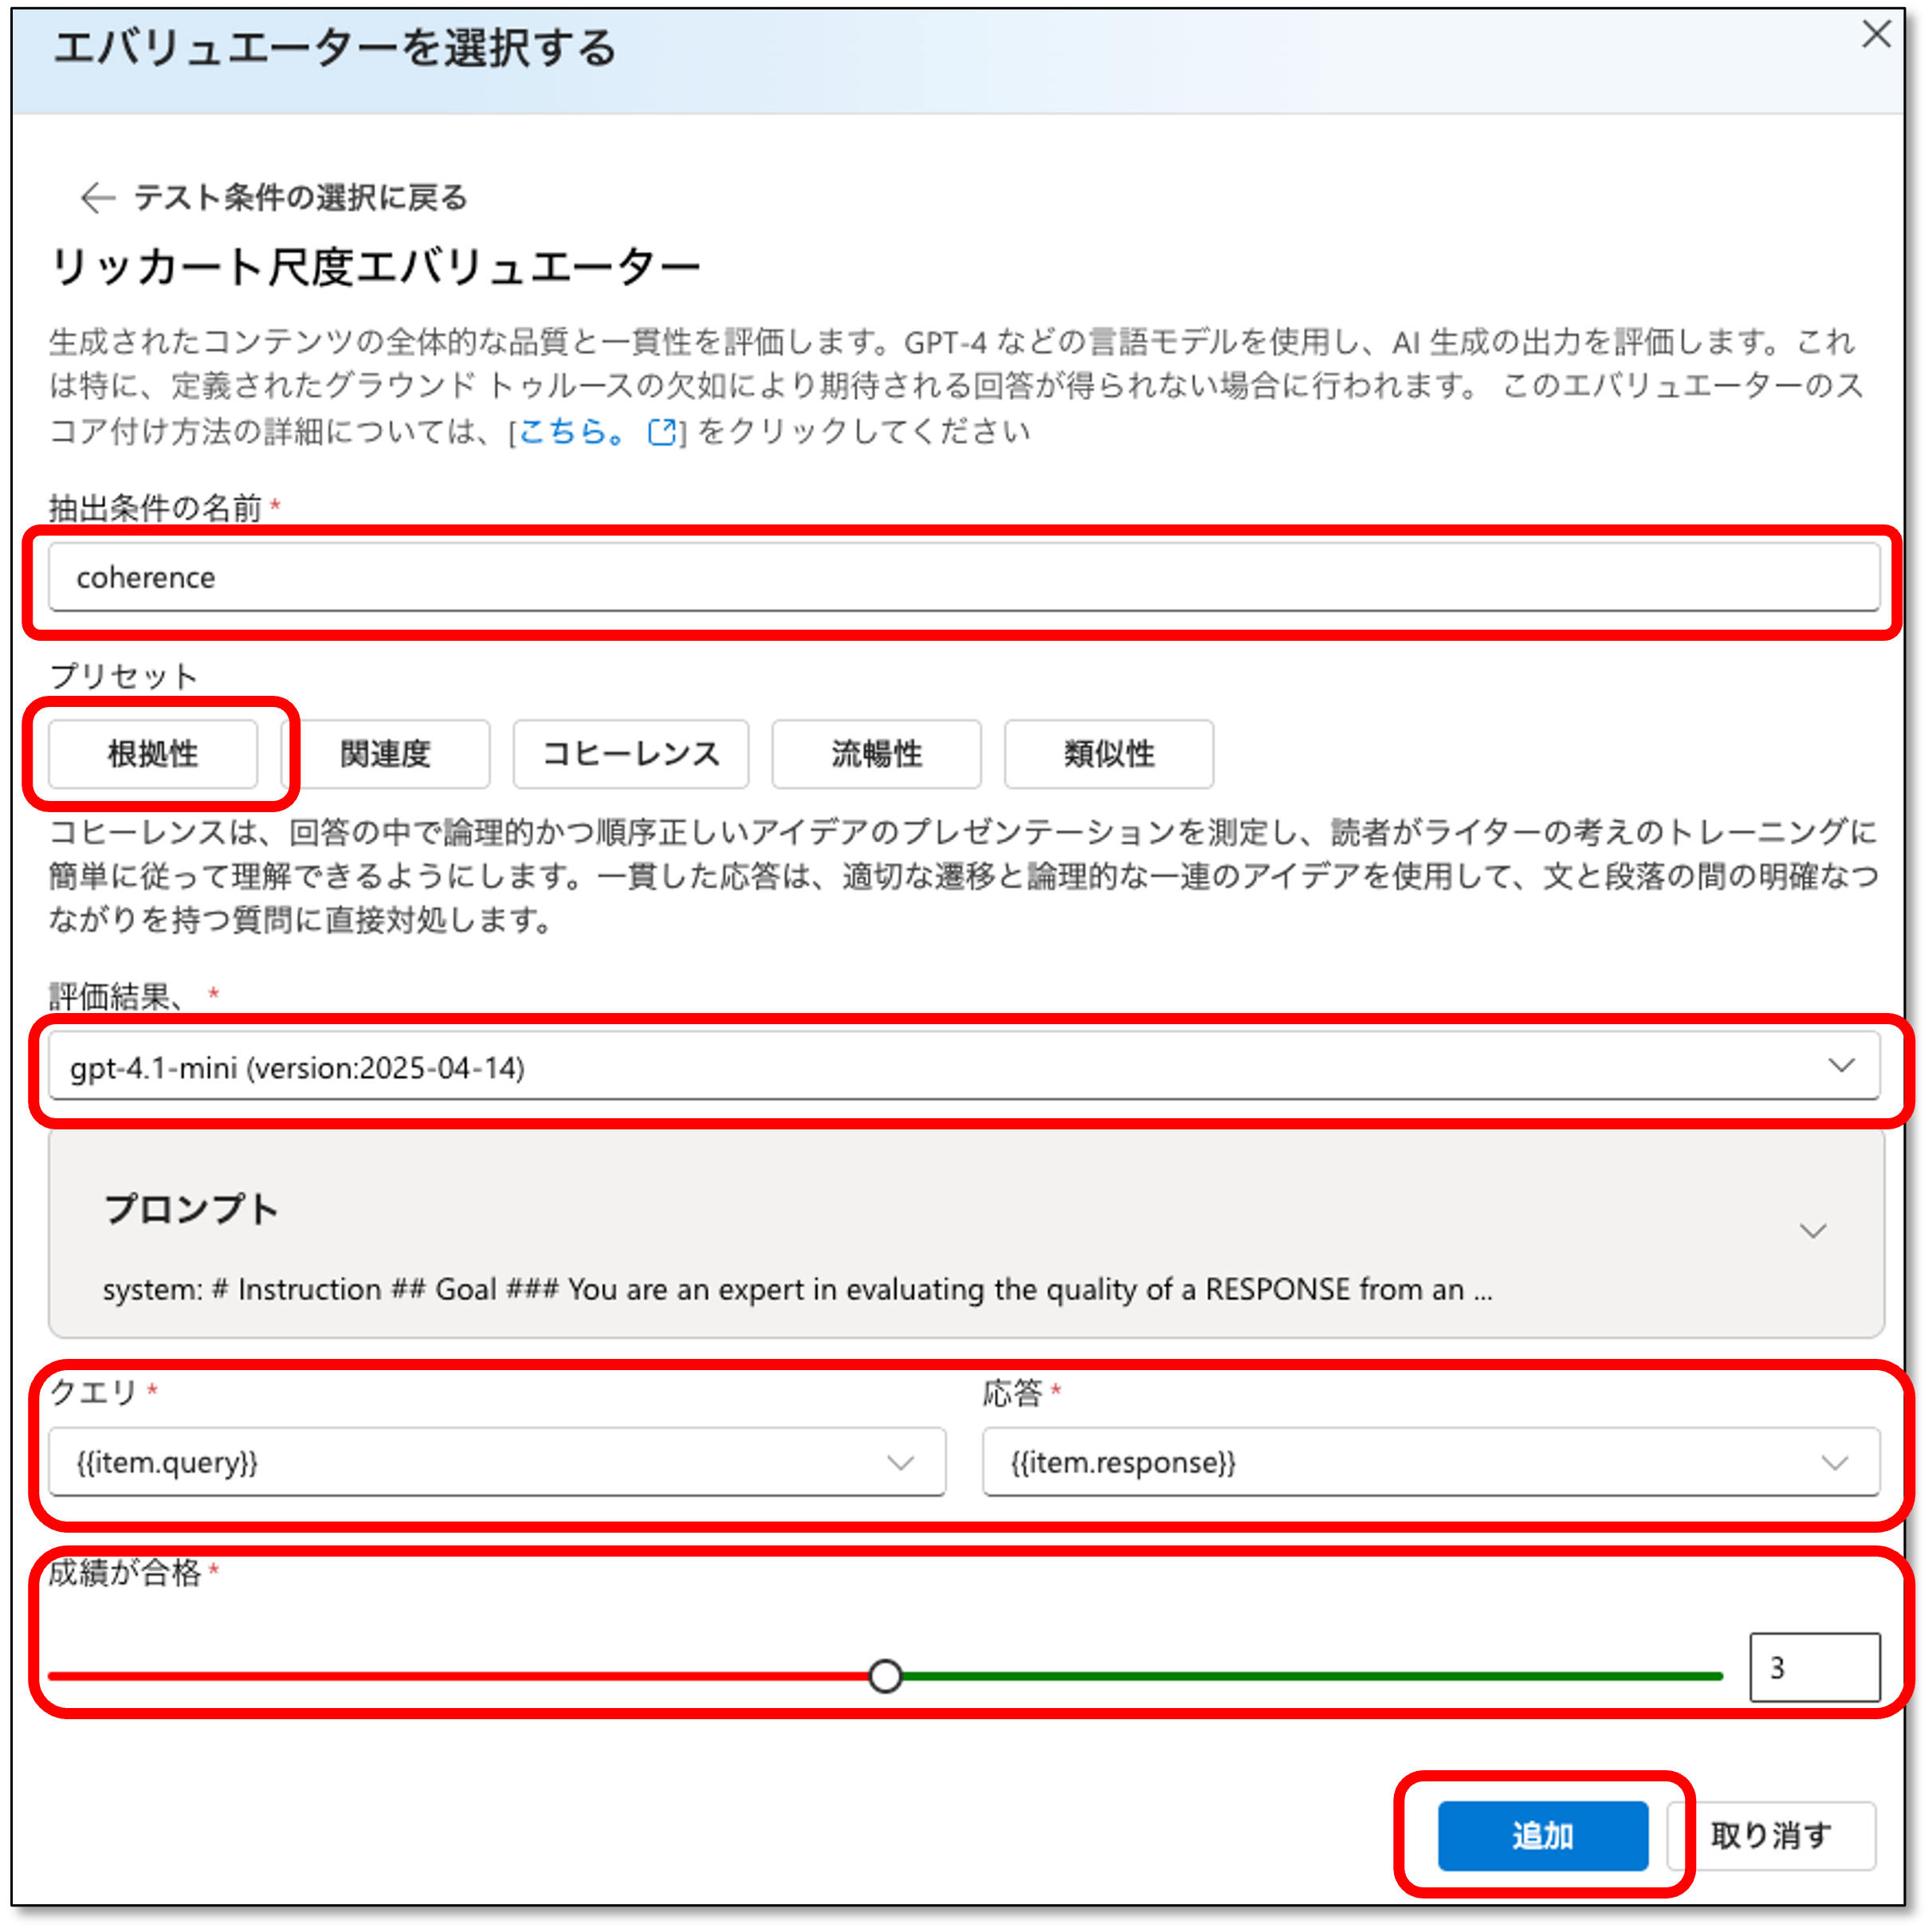 エバリュエーターを選択する
テスト条件の選択に戻る
リッカート尺度エバリュエーター
生成されたコンテンツの全体的な品質と一貫性を評価します。GPT-4 などの言語モデルを使用し、AI 生成の出力を評価します。これ
は特に、定義されたグラウンド トゥルースの欠如により期待される回答が得られない場合に行われます。 このエバリュエーターのス
コア付け方法の詳細については、[こちら。] をクリックしてください
抽出条件の名前 *
coherence
プリセット
根拠性 関連度 コヒーレンス 流暢性 類似性
コヒーレンスは、回答の中で論理的かつ順序正しいアイデアのプレゼンテーションを測定し、読者がライターの考えのトレーニングに
簡単に従って理解できるようにします。一貫した応答は、適切な遷移と論理的な一連のアイデアを使用して、文と段落の間の明確なつ
ながりを持つ質問に直接対処します。
評価結果、 *
gpt-4.1-mini (version:2025-04-14)
プロンプト
system: # Instruction ## Goal ### You are an expert in evaluating the quality of a RESPONSE from an ...
クエリ * 応答 *
{{item.query}} {{item.response}}
成績が合格 *
3
追加 取り消す